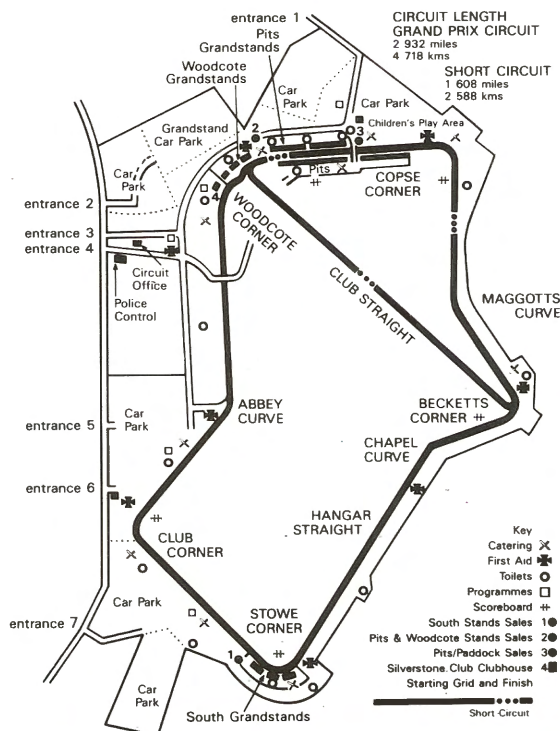 entrance 1
Pits
Grandstands
Woodcote
Grandstands
CIRCUIT LENGTH
GRAND PRIX CIRCUIT
2 932 miles
4 718 kms
SHORT CIRCUIT
1 608 miles
2 588 kms
Car
Park
Car
Park
Children's Play Area
Grandstand
Car Park
2
3
4
Car
Park
Pits
COPSE
CORNER
entrance 2
entrance 3
entrance 4
WOODCOTE
CORNER
Circuit
Office
Police
Control
CLUB STRAIGHT
MAGGOTTS
CURVE
ABBEY
CURVE
BECKETTS
CORNER
CHAPEL
CURVE
entrance 5
Car
Park
entrance 6
HANGAR
STRAIGHT
CLUB
CORNER
Car Park
entrance 7
STOWE
CORNER
1
Car
Park
South Grandstands
Key
Catering
First Aid
Toilets
Programmes
Scoreboard
South Stands Sales 1
Pits & Woodcote Stands Sales 2
Pits/Paddock Sales 3
Silverstone Club Clubhouse 4
Starting Grid and Finish
Short Circuit